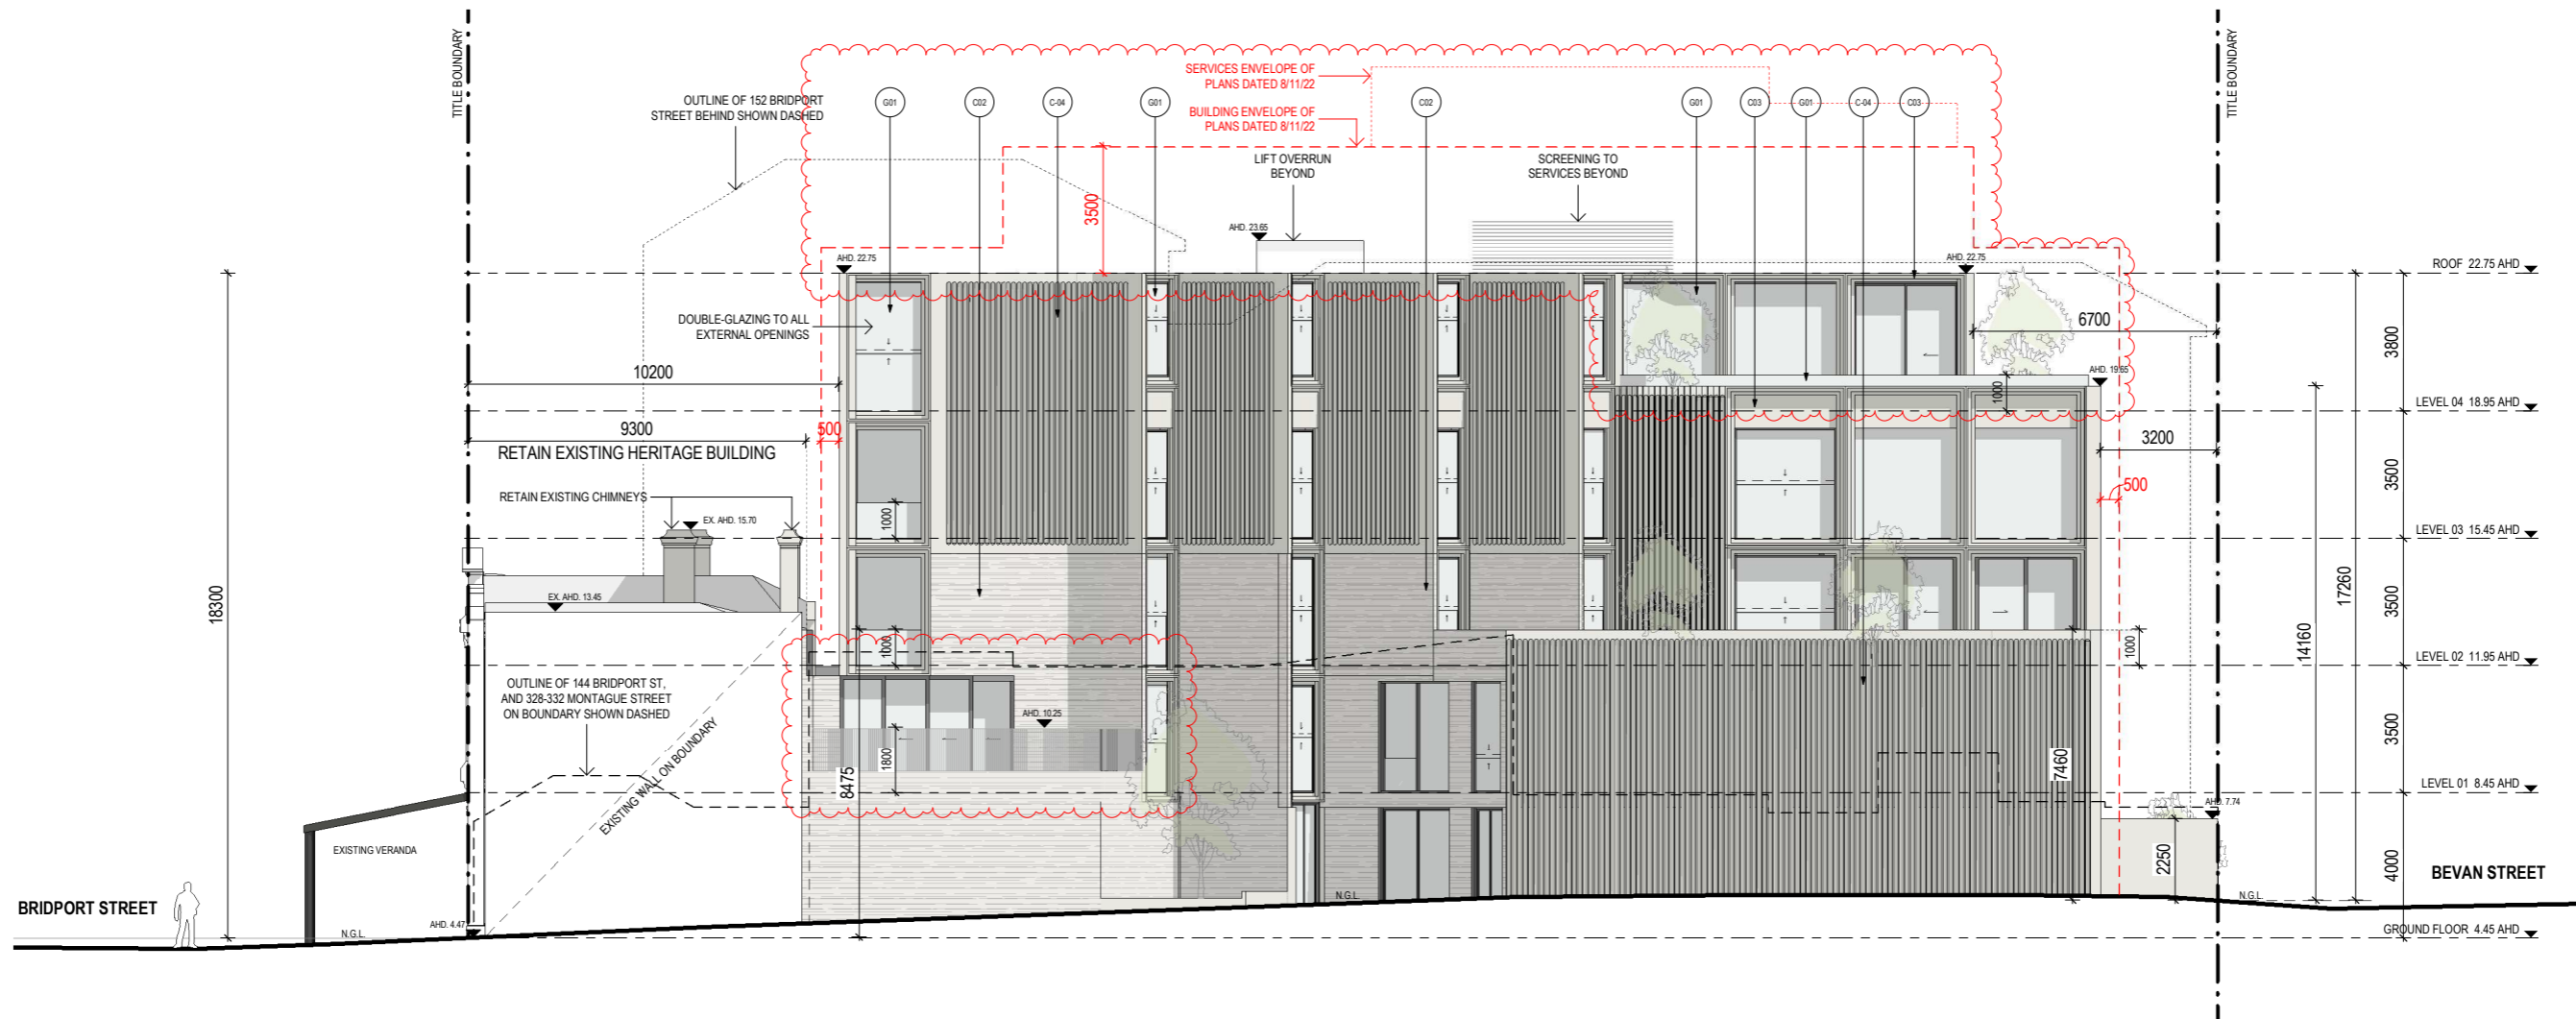 TITLE BOUNDARY
TITLE BOUNDARY
SERVICES ENVELOPE OF
PLANS DATED 8/11/22
BUILDING ENVELOPE OF
PLANS DATED 8/11/22
OUTLINE OF 152 BRIDPORT
STREET BEHIND SHOWN DASHED
G01
C02
C-04
G01
C02
G01
C03
G01
C-04
C03
LIFT OVERRUN
BEYOND
SCREENING TO
SERVICES BEYOND
3500
AHD. 23.65
AHD. 22.75
AHD. 22.75
ROOF 22.75 AHD
DOUBLE-GLAZING TO ALL
EXTERNAL OPENINGS
6700
3800
10200
AHD. 19.65
1000
LEVEL 04 18.95 AHD
9300
500
RETAIN EXISTING HERITAGE BUILDING
3200
3500
500
RETAIN EXISTING CHIMNEYS
EX. AHD. 15.70
1000
LEVEL 03 15.45 AHD
18300
17260
14160
3500
EX. AHD. 13.45
1000
1000
LEVEL 02 11.95 AHD
OUTLINE OF 144 BRIDPORT ST,
AND 328-332 MONTAGUE STREET
ON BOUNDARY SHOWN DASHED
AHD. 10.25
1800
8475
7460
3500
EXISTING WALL ON BOUNDARY
LEVEL 01 8.45 AHD
AHD. 7.74
EXISTING VERANDA
2250
4000
BRIDPORT STREET
BEVAN STREET
N.G.L.
N.G.L.
N.G.L.
AHD. 4.47
GROUND FLOOR 4.45 AHD